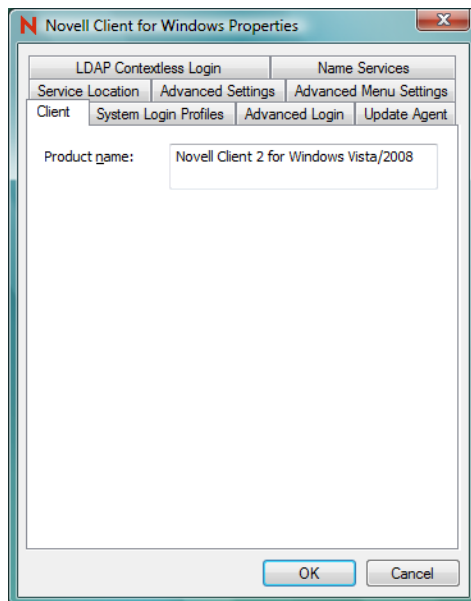 N Novell Client for Windows Properties
LDAP Contextless Login Name Services
Service Location Advanced Settings Advanced Menu Settings
Client System Login Profiles Advanced Login Update Agent
Product name: Novell Client 2 for Windows Vista/2008
OK Cancel